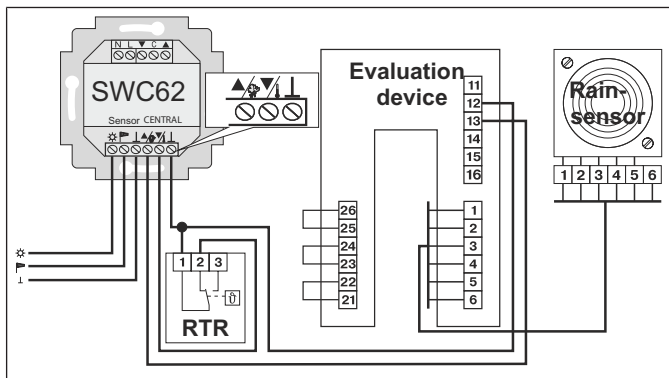 N L ▼ C ▲
SWC62
Sensor CENTRAL
Evaluation
device
11
12
13
14
15
16
Rain-
sensor
1 2 3 4 5 6
26
25
24
23
22
21
1
2
3
4
5
6
1 2 3
ϑ
RTR